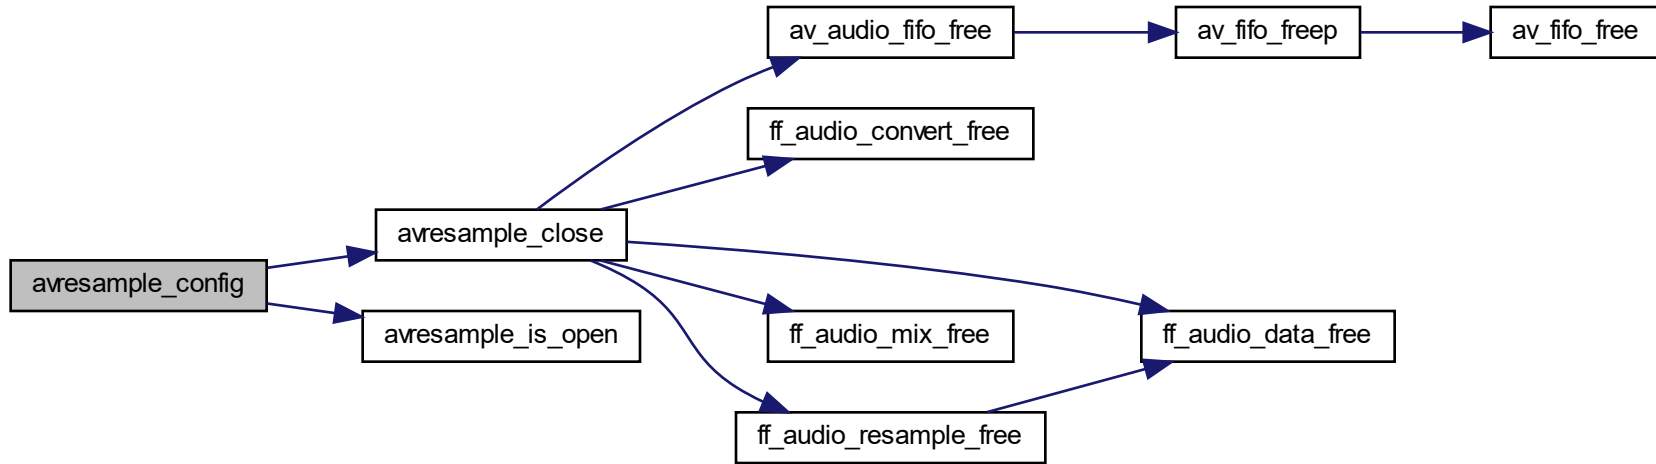 av_audio_fifo_free
av_fifo_freep
av_fifo_free
ff_audio_convert_free
avresample_close
avresample_config
avresample_is_open
ff_audio_mix_free
ff_audio_data_free
ff_audio_resample_free